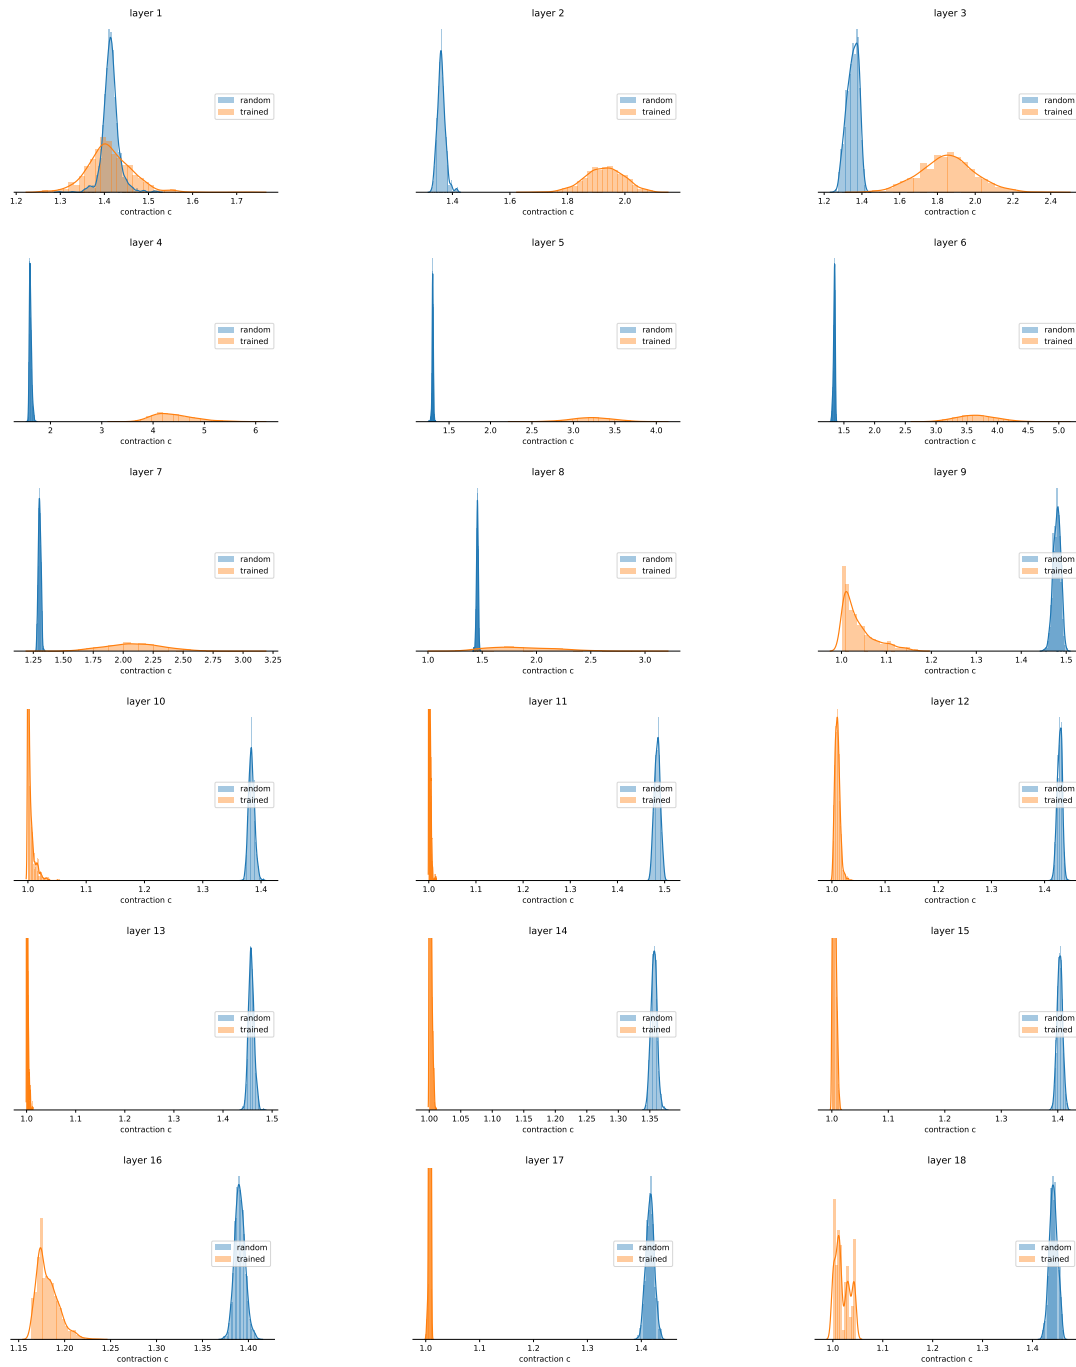 layer 1
layer 2
layer 3
random
trained
random
trained
random
trained
1.2 1.3 1.4 1.5 1.6 1.7
1.4 1.6 1.8 2.0
1.2 1.4 1.6 1.8 2.0 2.2 2.4
contraction c
contraction c
contraction c
layer 4
layer 5
layer 6
random
trained
random
trained
random
trained
2 3 4 5 6
1.5 2.0 2.5 3.0 3.5 4.0
1.5 2.0 2.5 3.0 3.5 4.0 4.5 5.0
contraction c
contraction c
contraction c
layer 7
layer 8
layer 9
random
trained
random
trained
random
trained
1.25 1.50 1.75 2.00 2.25 2.50 2.75 3.00 3.25
1.0 1.5 2.0 2.5 3.0
1.0 1.1 1.2 1.3 1.4 1.5
contraction c
contraction c
contraction c
layer 10
layer 11
layer 12
random
trained
random
trained
random
trained
1.0 1.1 1.2 1.3 1.4
1.0 1.1 1.2 1.3 1.4 1.5
1.0 1.1 1.2 1.3 1.4
contraction c
contraction c
contraction c
layer 13
layer 14
layer 15
random
trained
random
trained
random
trained
1.0 1.1 1.2 1.3 1.4 1.5
1.00 1.05 1.10 1.15 1.20 1.25 1.30 1.35
1.0 1.1 1.2 1.3 1.4
contraction c
contraction c
contraction c
layer 16
layer 17
layer 18
random
trained
random
trained
random
trained
1.15 1.20 1.25 1.30 1.35 1.40
1.0 1.1 1.2 1.3 1.4
1.0 1.1 1.2 1.3 1.4
contraction c
contraction c
contraction c